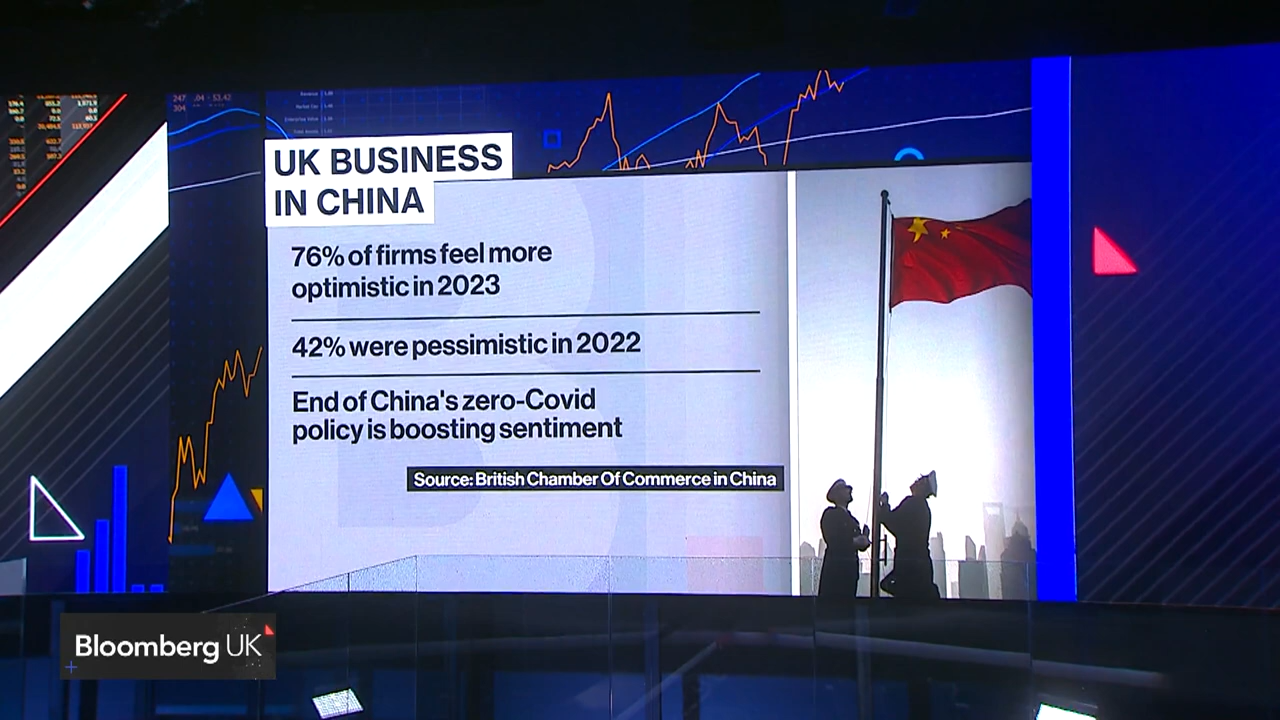 UK BUSINESS
IN CHINA
76% of firms feel more
optimistic in 2023
42% were pessimistic in 2022
End of China's zero-Covid
policy is boosting sentiment
Source: British Chamber Of Commerce in China
Bloomberg UK